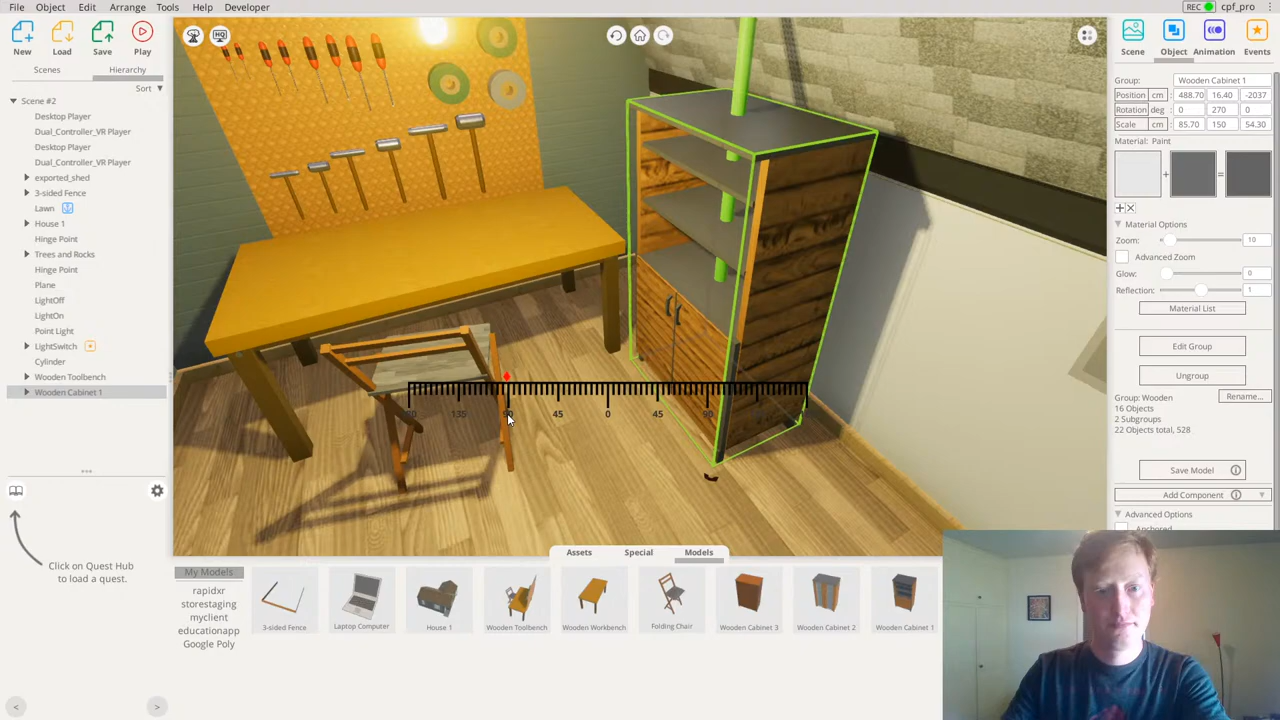 File Object Edit Arrange Tools Help Developer
REC cpf_pro
New Load Save Play
Scenes Hierarchy
Sort
Scene #2
Desktop Player
Dual_Controller_VR Player
Desktop Player
Dual_Controller_VR Player
exported_shed
3-sided Fence
Lawn
House 1
Hinge Point
Trees and Rocks
Hinge Point
Plane
LightOff
LightOn
Point Light
LightSwitch
Cylinder
Wooden Toolbench
Wooden Cabinet 1
Click on Quest Hub
to load a quest.
< >
HQ
135 45 0 45 90
Assets Special Models
My Models
rapidxr
storestaging
myclient
educationapp
Google Poly
3-sided Fence Laptop Computer House 1 Wooden Toolbench Wooden Workbench Folding Chair Wooden Cabinet 3 Wooden Cabinet 2 Wooden Cabinet 1
Scene Object Animation Events
Group: Wooden Cabinet 1
Position cm : 488.70 16.40 -2037
Rotation deg : 0 270 0
Scale cm : 85.70 150 54.30
Material: Paint
+ =
Material Options
Zoom: 10
Advanced Zoom
Glow: 0
Reflection: 1
Material List
Edit Group
Ungroup
Group: Wooden Rename...
16 Objects
2 Subgroups
22 Objects total, 528
Save Model
Add Component
Advanced Options